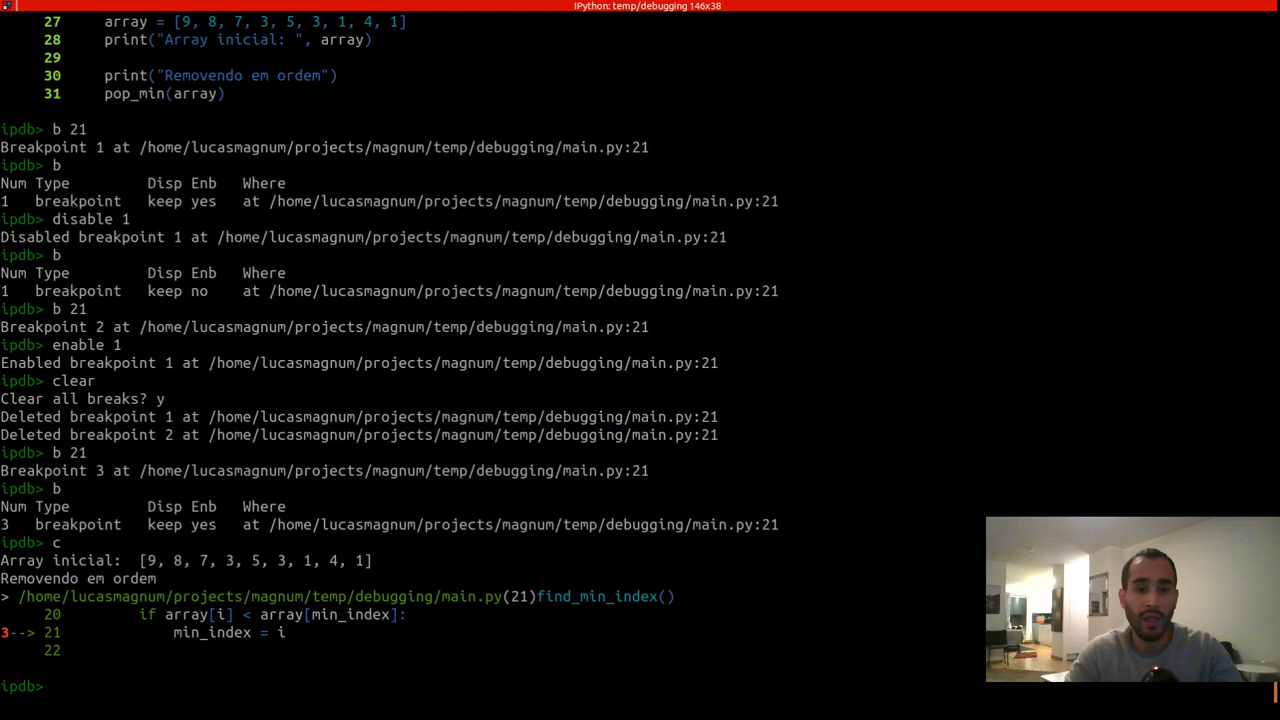 IPython: temp/debugging 146x38
27 array = [9, 8, 7, 3, 5, 3, 1, 4, 1]
28 print("Array inicial: ", array)
29
30 print("Removendo em ordem")
31 pop_min(array)
ipdb> b 21
Breakpoint 1 at /home/lucasmagnum/projects/magnum/temp/debugging/main.py:21
ipdb> b
Num Type Disp Enb Where
1 breakpoint keep yes at /home/lucasmagnum/projects/magnum/temp/debugging/main.py:21
ipdb> disable 1
Disabled breakpoint 1 at /home/lucasmagnum/projects/magnum/temp/debugging/main.py:21
ipdb> b
Num Type Disp Enb Where
1 breakpoint keep no at /home/lucasmagnum/projects/magnum/temp/debugging/main.py:21
ipdb> b 21
Breakpoint 2 at /home/lucasmagnum/projects/magnum/temp/debugging/main.py:21
ipdb> enable 1
Enabled breakpoint 1 at /home/lucasmagnum/projects/magnum/temp/debugging/main.py:21
ipdb> clear
Clear all breaks? y
Deleted breakpoint 1 at /home/lucasmagnum/projects/magnum/temp/debugging/main.py:21
Deleted breakpoint 2 at /home/lucasmagnum/projects/magnum/temp/debugging/main.py:21
ipdb> b 21
Breakpoint 3 at /home/lucasmagnum/projects/magnum/temp/debugging/main.py:21
ipdb> b
Num Type Disp Enb Where
3 breakpoint keep yes at /home/lucasmagnum/projects/magnum/temp/debugging/main.py:21
ipdb> c
Array inicial: [9, 8, 7, 3, 5, 3, 1, 4, 1]
Removendo em ordem
> /home/lucasmagnum/projects/magnum/temp/debugging/main.py(21)find_min_index()
20 if array[i] < array[min_index]:
3--> 21 min_index = i
22
ipdb>